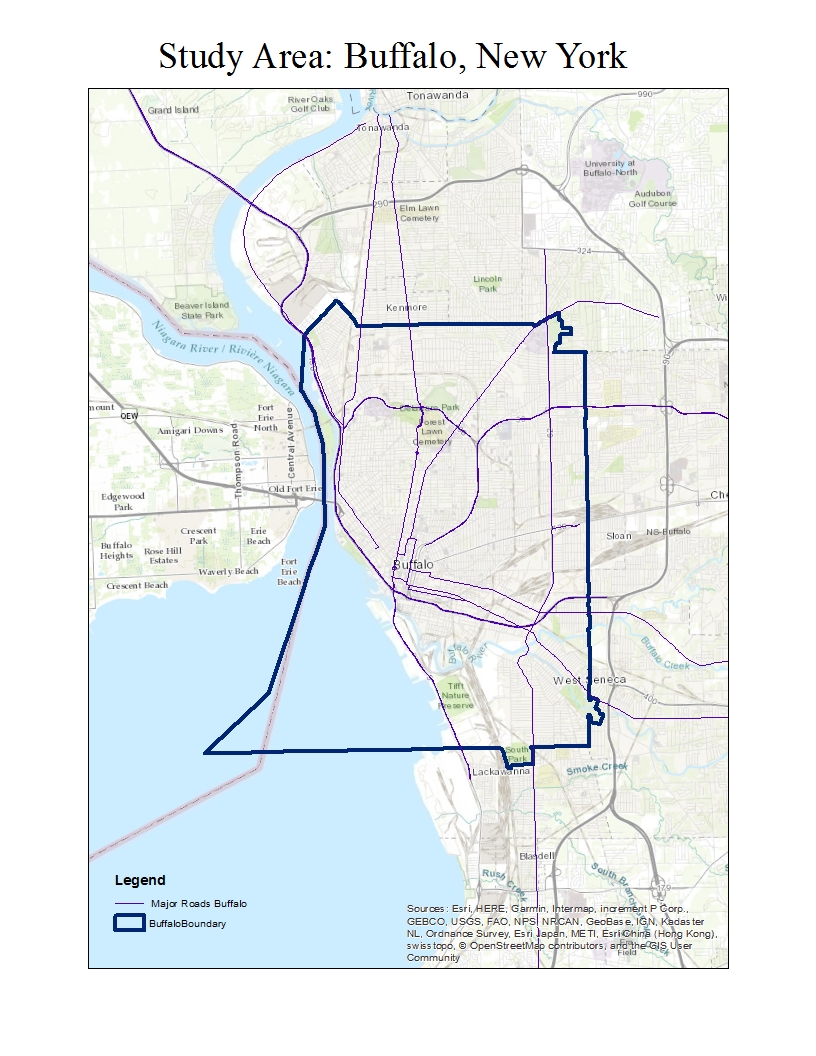 Study Area: Buffalo, New York
Tonawanda
990
River Oaks
Golf Club
Grand Island
Tonawanda
University at
Buffalo-North
Audubon
Golf Course
290
Elm Lawn
Cemetery
324
Lincoln
Park
Kenmore
Beaver Island
State Park
Niagara River / Rivière Niagara
90
mount
QEW
Fort
Erie
North
Amigari Downs
Thompson Road
Central Avenue
Delaware Park
Forest
Lawn
Cemetery
62
Old Fort Erie
Edgewood
Park
Crescent
Park
Erie
Beach
Buffalo
Heights
Rose Hill
Estates
Waverly Beach
Fort
Erie
Beach
Crescent Beach
Sloan
NS-Buffalo
Buffalo
Buffalo
River
Buffalo Creek
West Seneca
400
Tifft
Nature
Preserve
South
Park
Lackawanna
Smoke Creek
Blasdell
Rush Creek
South Branch
179
Field
Legend
Major Roads Buffalo
BuffaloBoundary
Sources: Esri, HERE, Garmin, Intermap, increment P Corp.,
GEBCO, USGS, FAO, NPS, NRCAN, GeoBase, IGN, Kadaster
NL, Ordnance Survey, Esri Japan, METI, Esri China (Hong Kong),
swisstopo, © OpenStreetMap contributors, and the GIS User
Community